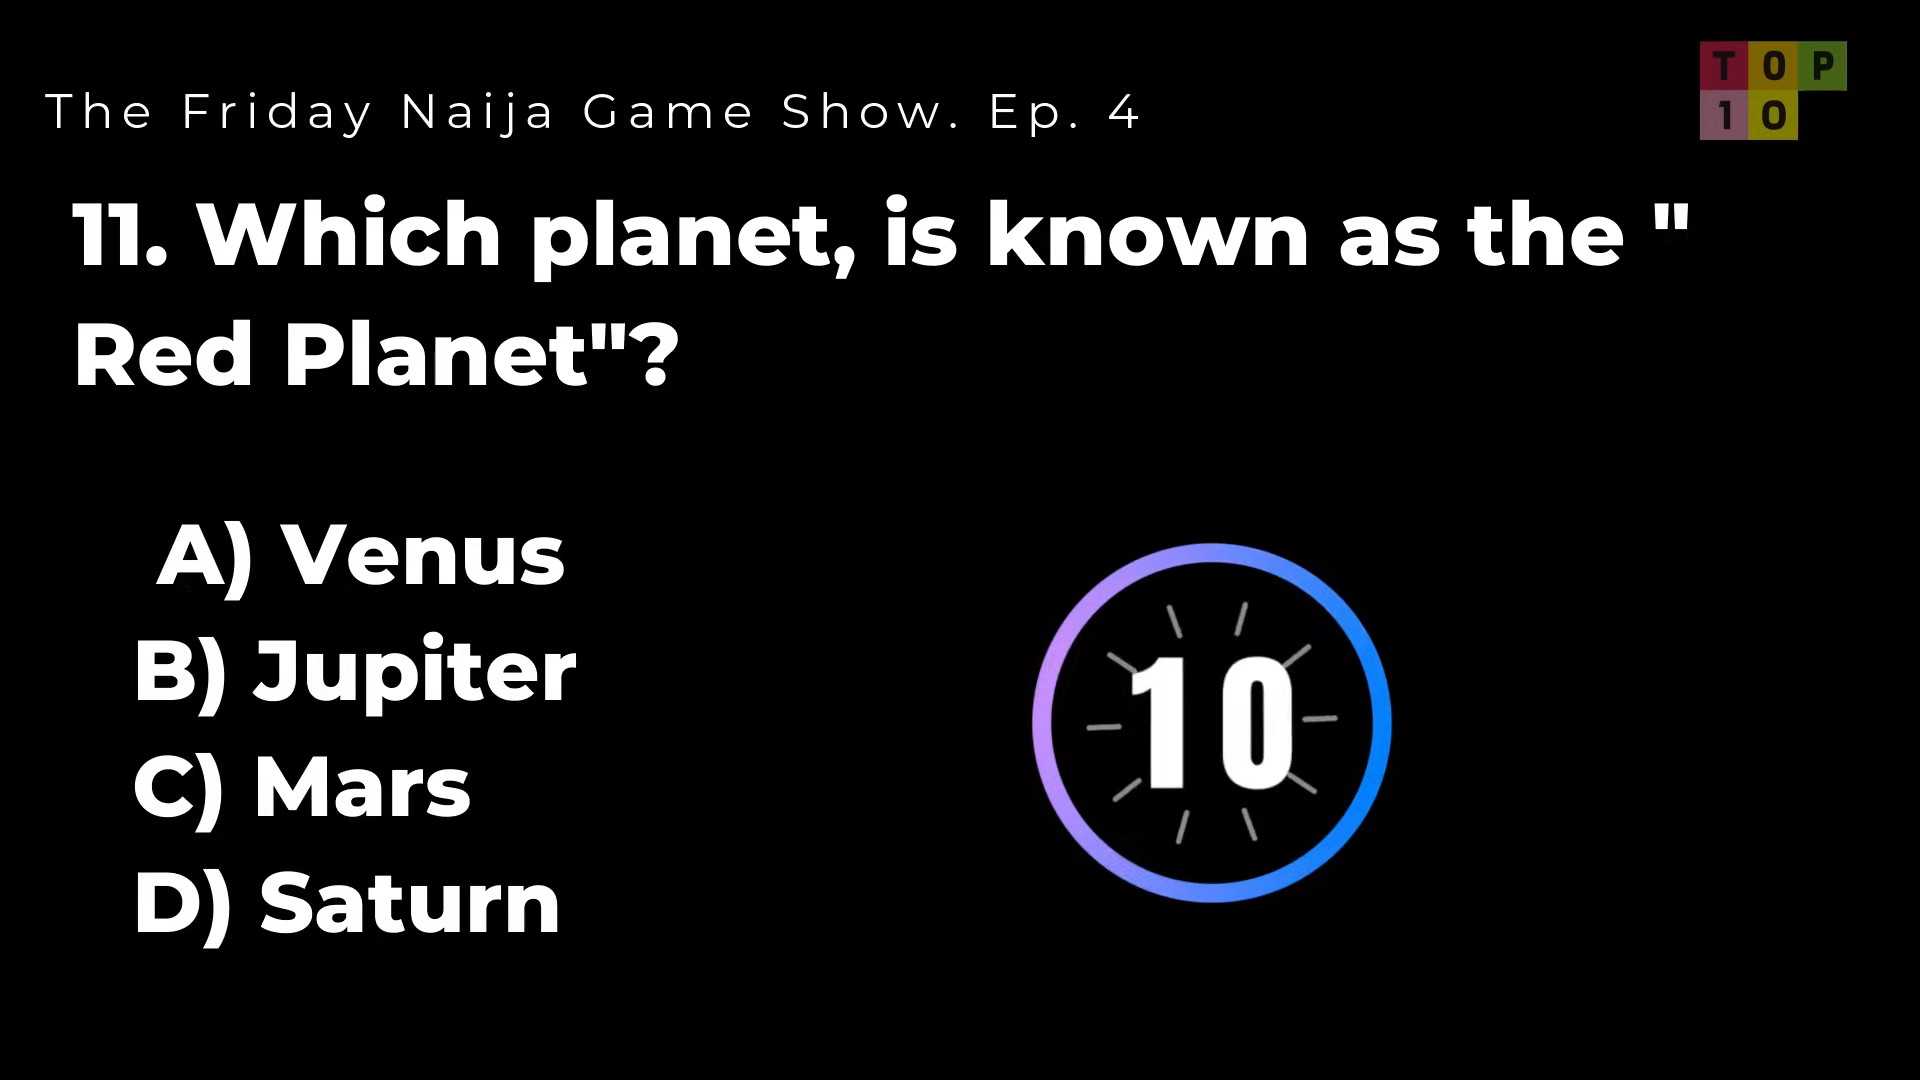 The Friday Naija Game Show. Ep. 4
TOP
10
11. Which planet, is known as the "
Red Planet"?
A) Venus
B) Jupiter
C) Mars
D) Saturn
10